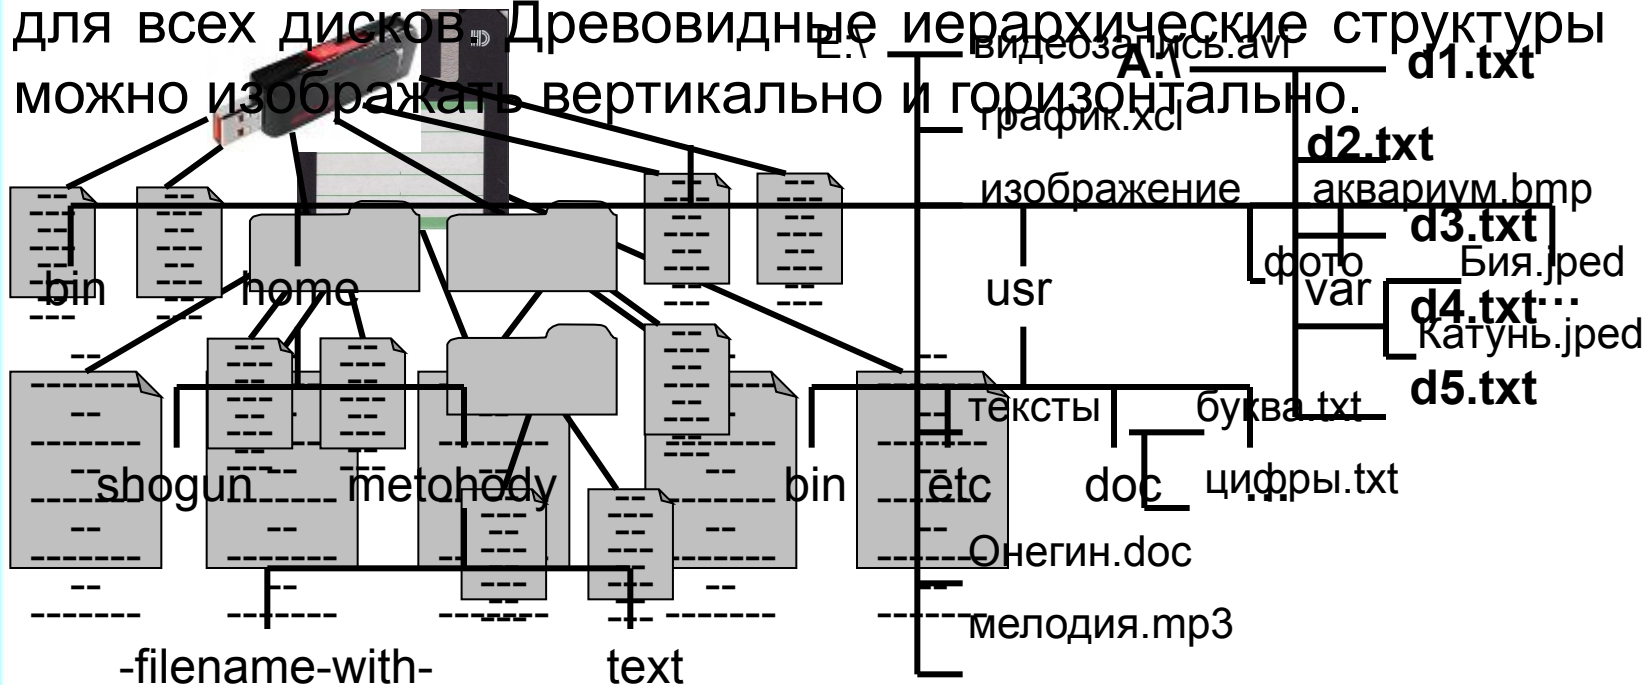 для всех дисков. Древовидные иерархические структуры
можно изображать вертикально и горизонтально.
E:\ видеозапись.avi
график.xcl
изображение аквариум.bmp
фото Бия.jped
Катунь.jped
тексты буква.txt
цифры.txt
Онегин.doc
мелодия.mp3
A:\ d1.txt
d2.txt
d3.txt
d4.txt
d5.txt
bin home usr var ...
shogun metohody bin etc doc ...
-filename-with- text